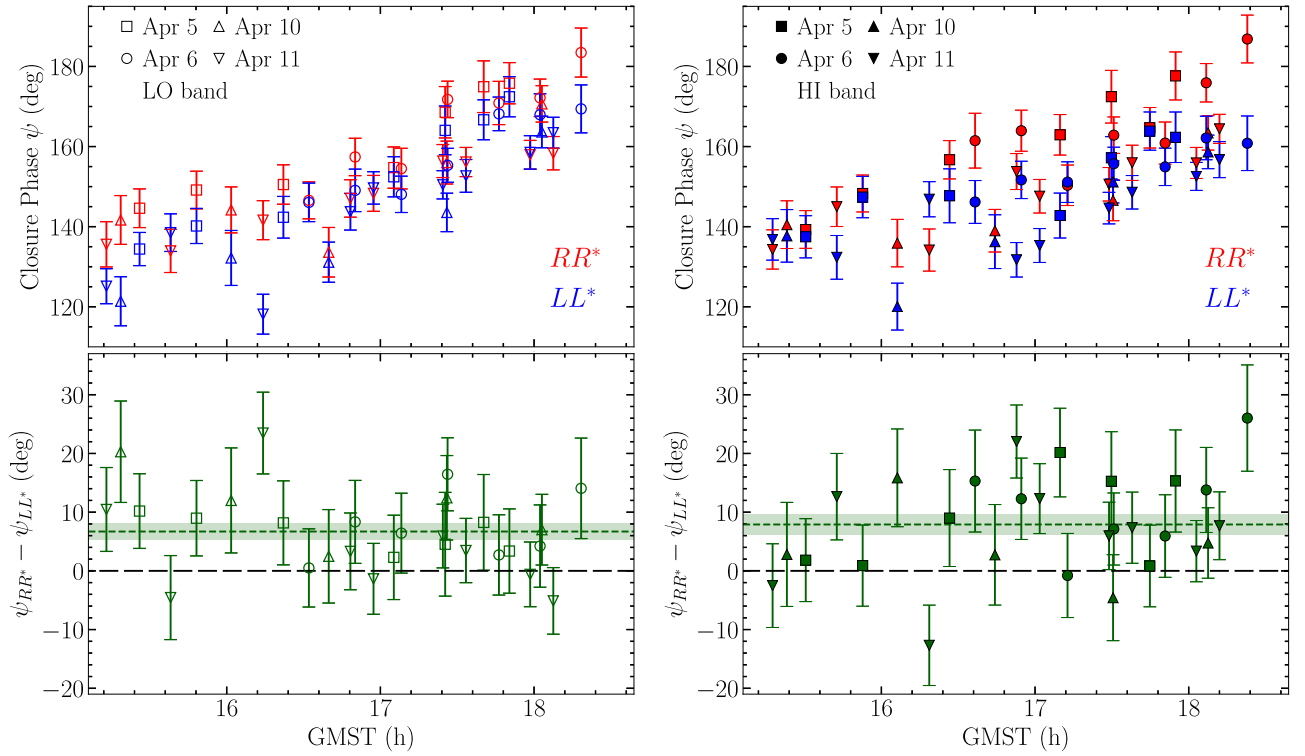 Closure Phase ψ (deg)
180
160
140
120
Apr 5 Apr 10
Apr 6 Apr 11
LO band
RR*
LL*
Closure Phase ψ (deg)
180
160
140
120
Apr 5 Apr 10
Apr 6 Apr 11
HI band
RR*
LL*
ψRR* − ψLL* (deg)
30
20
10
0
−10
−20
16 17 18
GMST (h)
ψRR* − ψLL* (deg)
30
20
10
0
−10
−20
16 17 18
GMST (h)